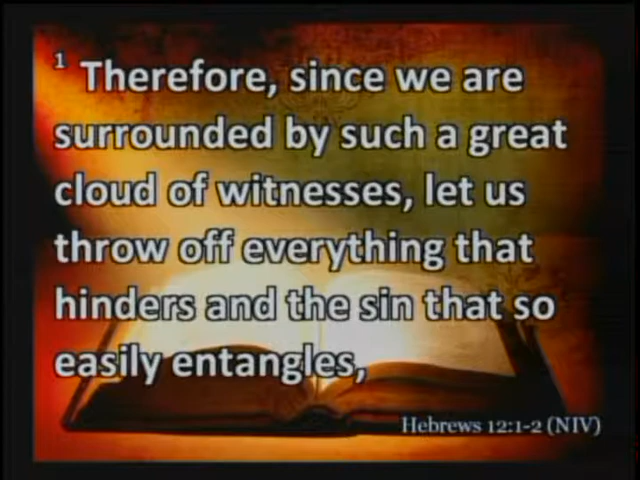 1 Therefore, since we are
surrounded by such a great
cloud of witnesses, let us
throw off everything that
hinders and the sin that so
easily entangles,
Hebrews 12:1-2 (NIV)